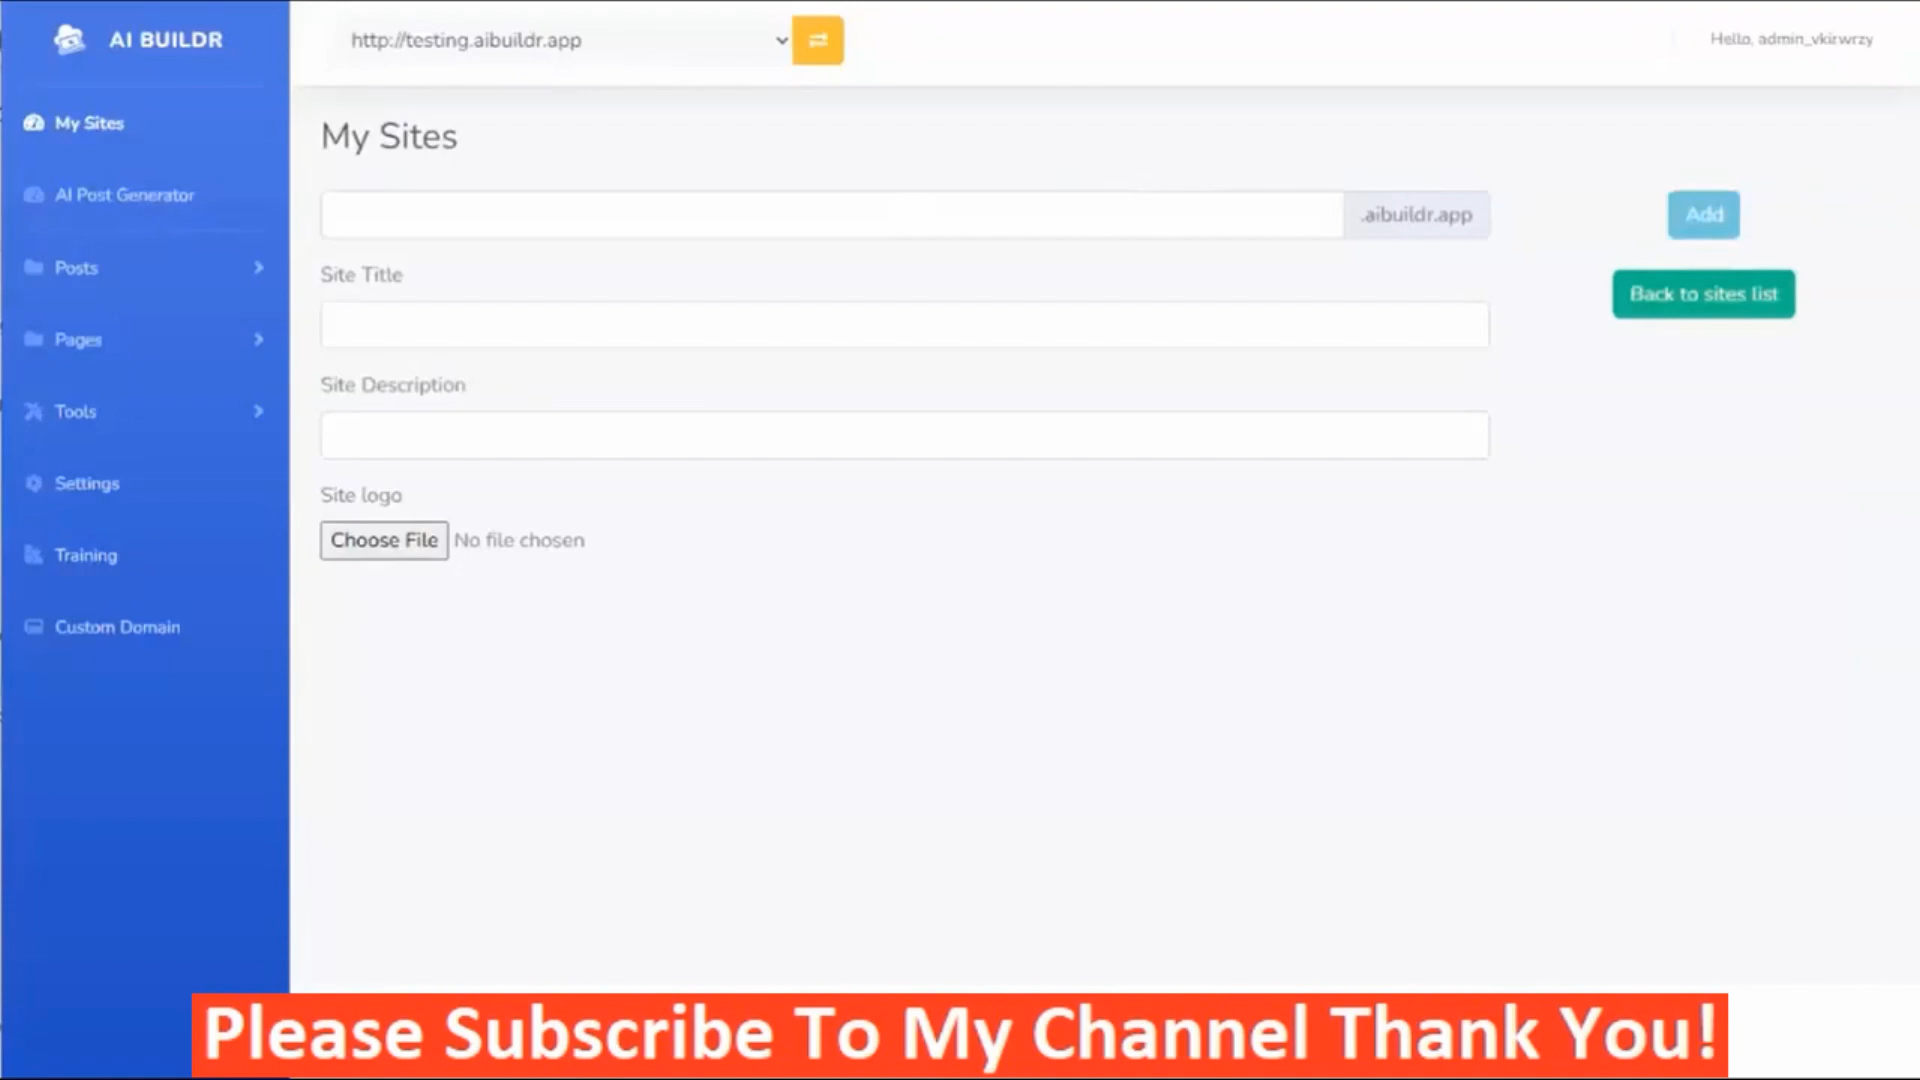 AI BUILDR
http://testing.aibuildr.app
Hello, admin_vkirwrzy
My Sites
AI Post Generator
Posts
Pages
Tools
Settings
Training
Custom Domain
My Sites
.aibuildr.app
Add
Site Title
Back to sites list
Site Description
Site logo
Choose File No file chosen
Please Subscribe To My Channel Thank You!